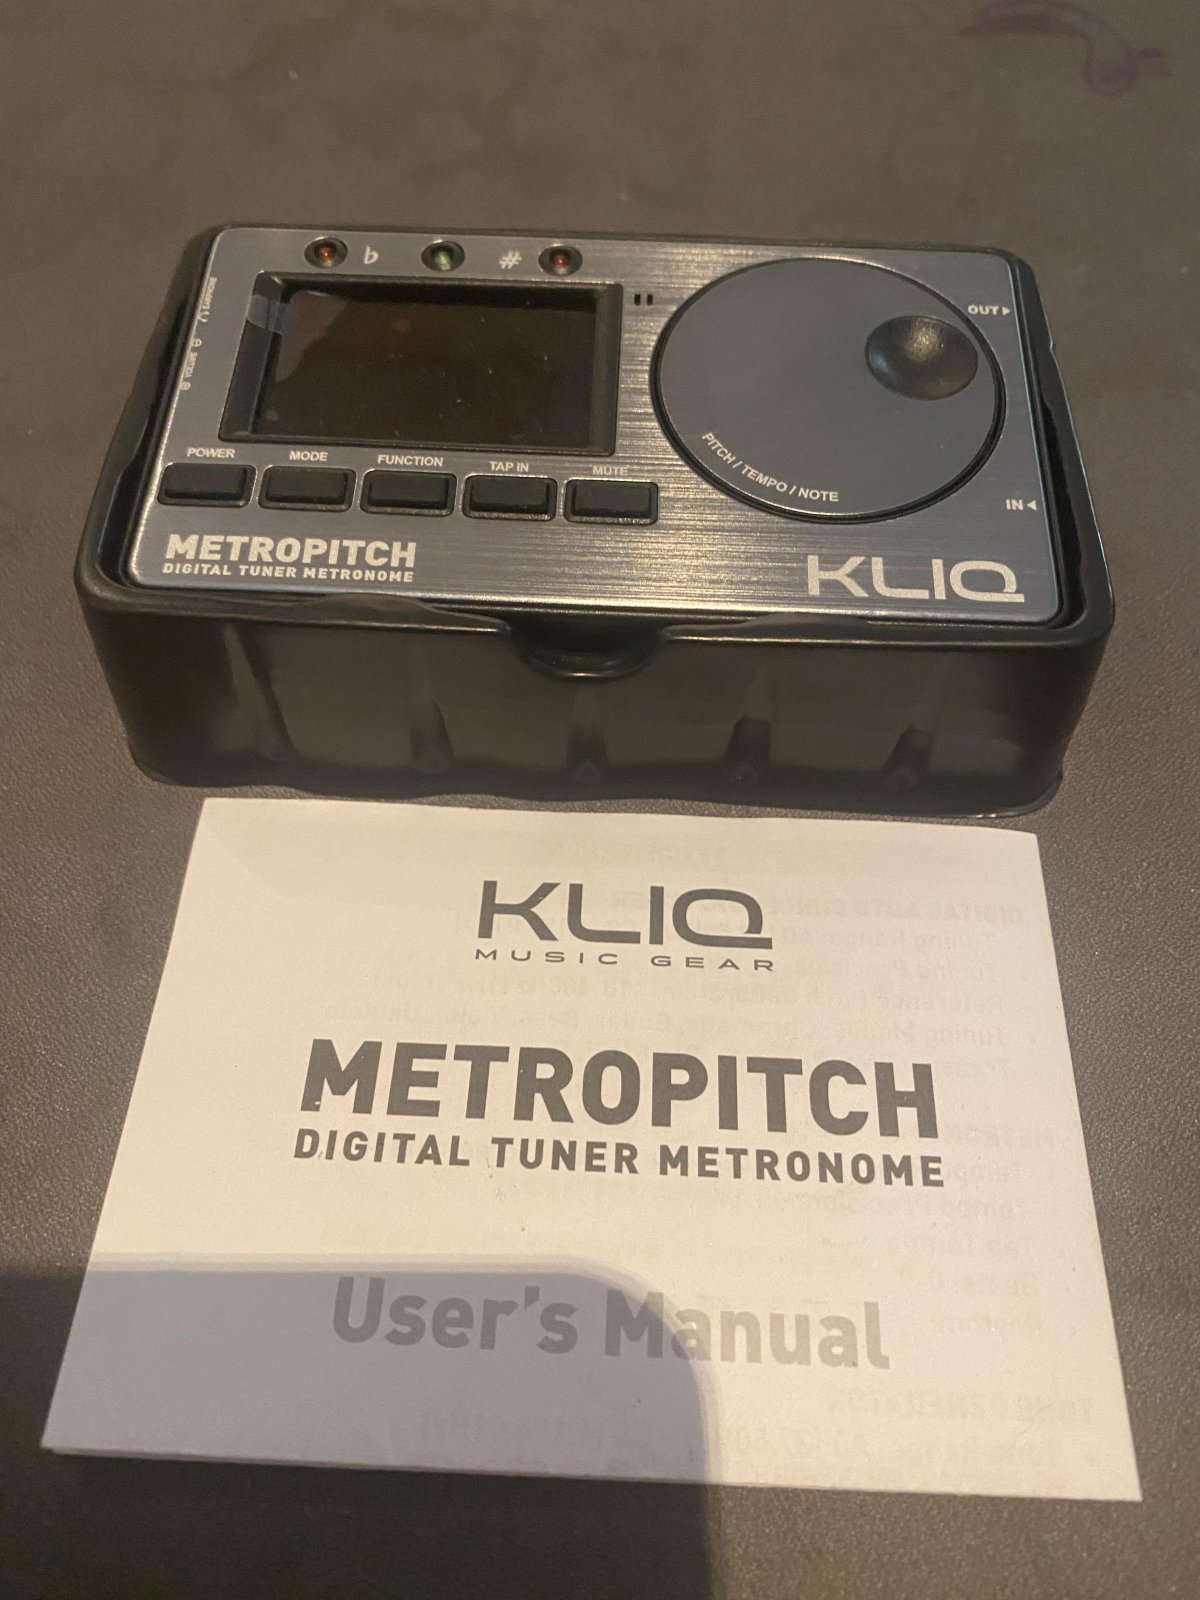 ♭ #
OUT
PITCH / TEMPO / NOTE
IN
POWER MODE FUNCTION TAP IN MUTE
METROPITCH
DIGITAL TUNER METRONOME
KLIQ
KLIQ
MUSIC GEAR
METROPITCH
DIGITAL TUNER METRONOME
User's Manual